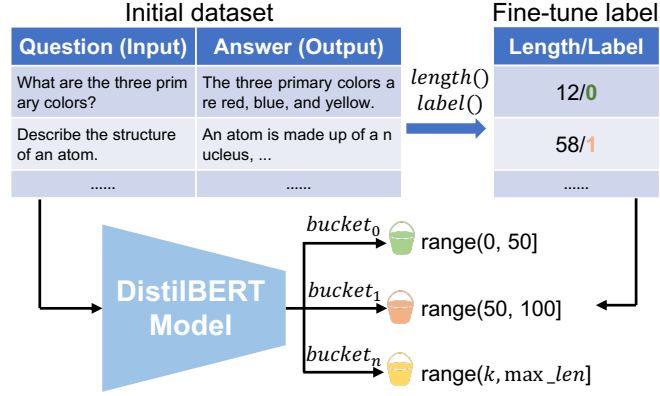 Initial dataset
Fine-tune label
Question (Input)
Answer (Output)
Length/Label
What are the three prim
ary colors?
The three primary colors a
re red, blue, and yellow.
length()
label()
12/0
Describe the structure
of an atom.
An atom is made up of a n
ucleus, ...
58/1
......
......
......
DistilBERT
Model
bucket0
range(0, 50]
bucket1
range(50, 100]
bucketn
range(k, max_len]